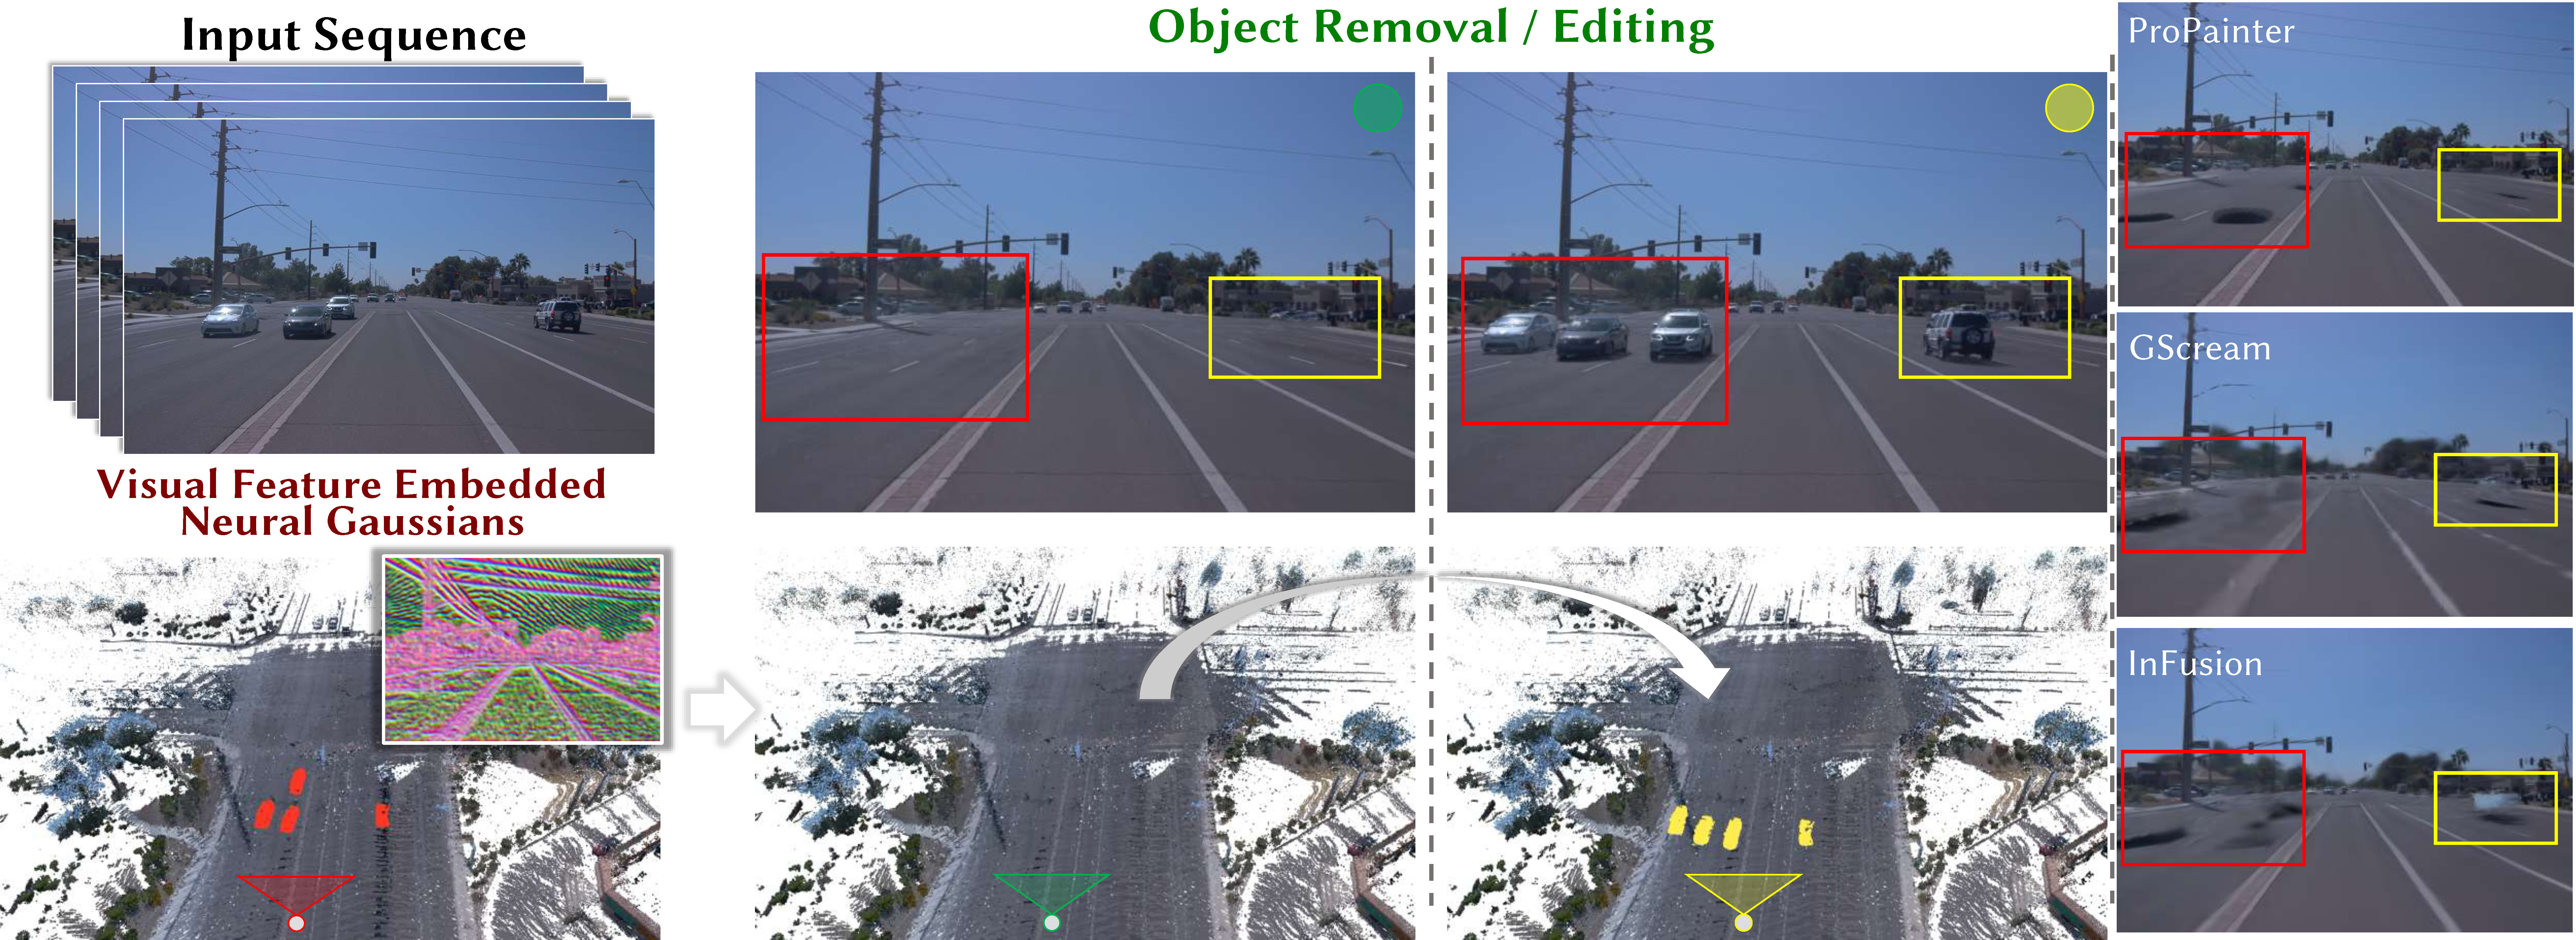 Input Sequence
Visual Feature Embedded
Neural Gaussians
Object Removal / Editing
ProPainter
GScream
InFusion